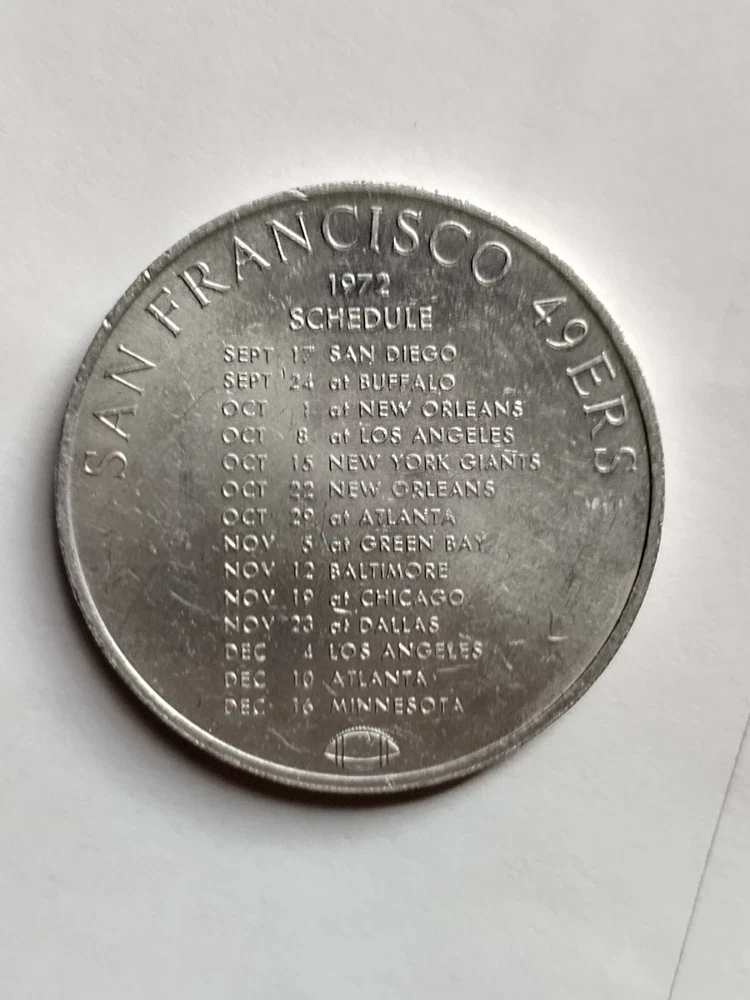 SAN FRANCISCO 49ERS
1972
SCHEDULE
SEPT 17 SAN DIEGO
SEPT 24 at BUFFALO
OCT 1 at NEW ORLEANS
OCT 8 at LOS ANGELES
OCT 15 NEW YORK GIANTS
OCT 22 NEW ORLEANS
OCT 29 at ATLANTA
NOV 5 at GREEN BAY
NOV 12 BALTIMORE
NOV 19 at CHICAGO
NOV 23 at DALLAS
DEC 4 LOS ANGELES
DEC 10 ATLANTA
DEC 16 MINNESOTA